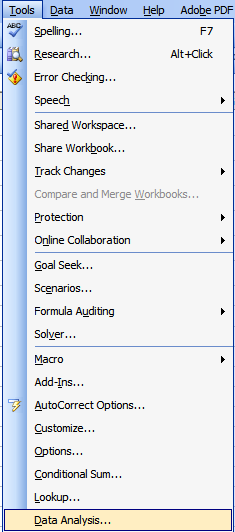 Tools Data Window Help Adobe PDF
Spelling... F7
Research... Alt+Click
Error Checking...
Speech
Shared Workspace...
Share Workbook...
Track Changes
Compare and Merge Workbooks...
Protection
Online Collaboration
Goal Seek...
Scenarios...
Formula Auditing
Solver...
Macro
Add-Ins...
AutoCorrect Options...
Customize...
Options...
Conditional Sum...
Lookup...
Data Analysis...